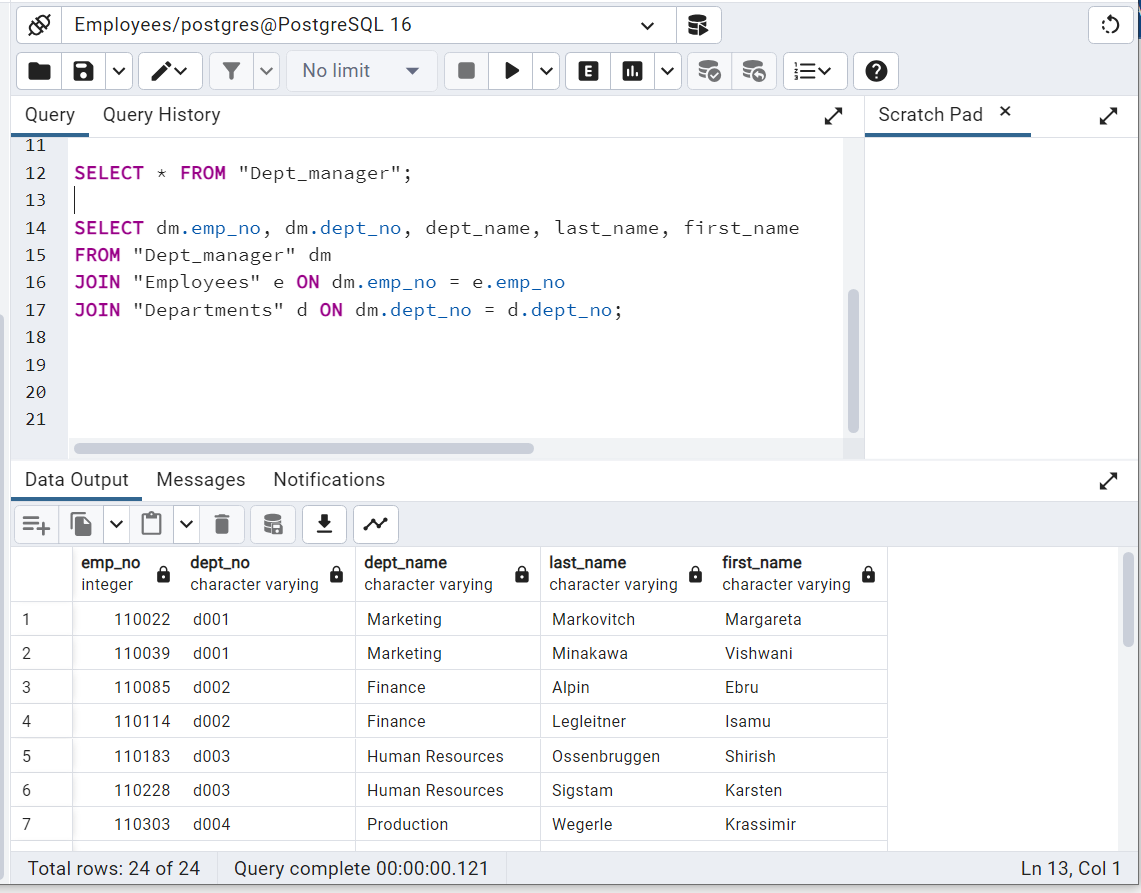 Employees/postgres@PostgreSQL 16
No limit
E
Query Query History
Scratch Pad
11
12 SELECT * FROM "Dept_manager";
13
14 SELECT dm.emp_no, dm.dept_no, dept_name, last_name, first_name
15 FROM "Dept_manager" dm
16 JOIN "Employees" e ON dm.emp_no = e.emp_no
17 JOIN "Departments" d ON dm.dept_no = d.dept_no;
18
19
20
21
Data Output Messages Notifications
emp_no dept_no dept_name last_name first_name
integer character varying character varying character varying character varying
1 110022 d001 Marketing Markovitch Margareta
2 110039 d001 Marketing Minakawa Vishwani
3 110085 d002 Finance Alpin Ebru
4 110114 d002 Finance Legleitner Isamu
5 110183 d003 Human Resources Ossenbruggen Shirish
6 110228 d003 Human Resources Sigstam Karsten
7 110303 d004 Production Wegerle Krassimir
Total rows: 24 of 24 Query complete 00:00:00.121 Ln 13, Col 1